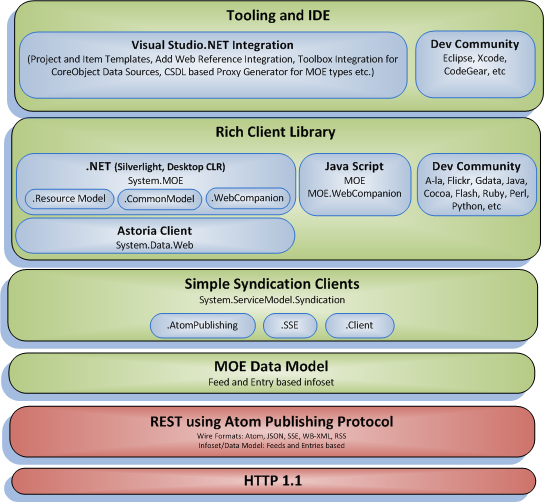 Tooling and IDE
Visual Studio.NET Integration
(Project and Item Templates, Add Web Reference Integration, Toolbox Integration for
CoreObject Data Sources, CSDL based Proxy Generator for MOE types etc.)
Dev Community
Eclipse, Xcode,
CodeGear, etc
Rich Client Library
.NET (Silverlight, Desktop CLR)
System.MOE
.Resource Model
.CommonModel
.WebCompanion
Java Script
MOE
MOE.WebCompanion
Dev Community
A-la, Flickr, Gdata, Java,
Cocoa, Flash, Ruby, Perl,
Python, etc
Astoria Client
System.Data.Web
Simple Syndication Clients
System.ServiceModel.Syndication
.AtomPublishing
.SSE
.Client
MOE Data Model
Feed and Entry based infoset
REST using Atom Publishing Protocol
Wire Formats: Atom, JSON, SSE, WB-XML, RSS
Infoset/Data Model: Feeds and Entries based
HTTP 1.1